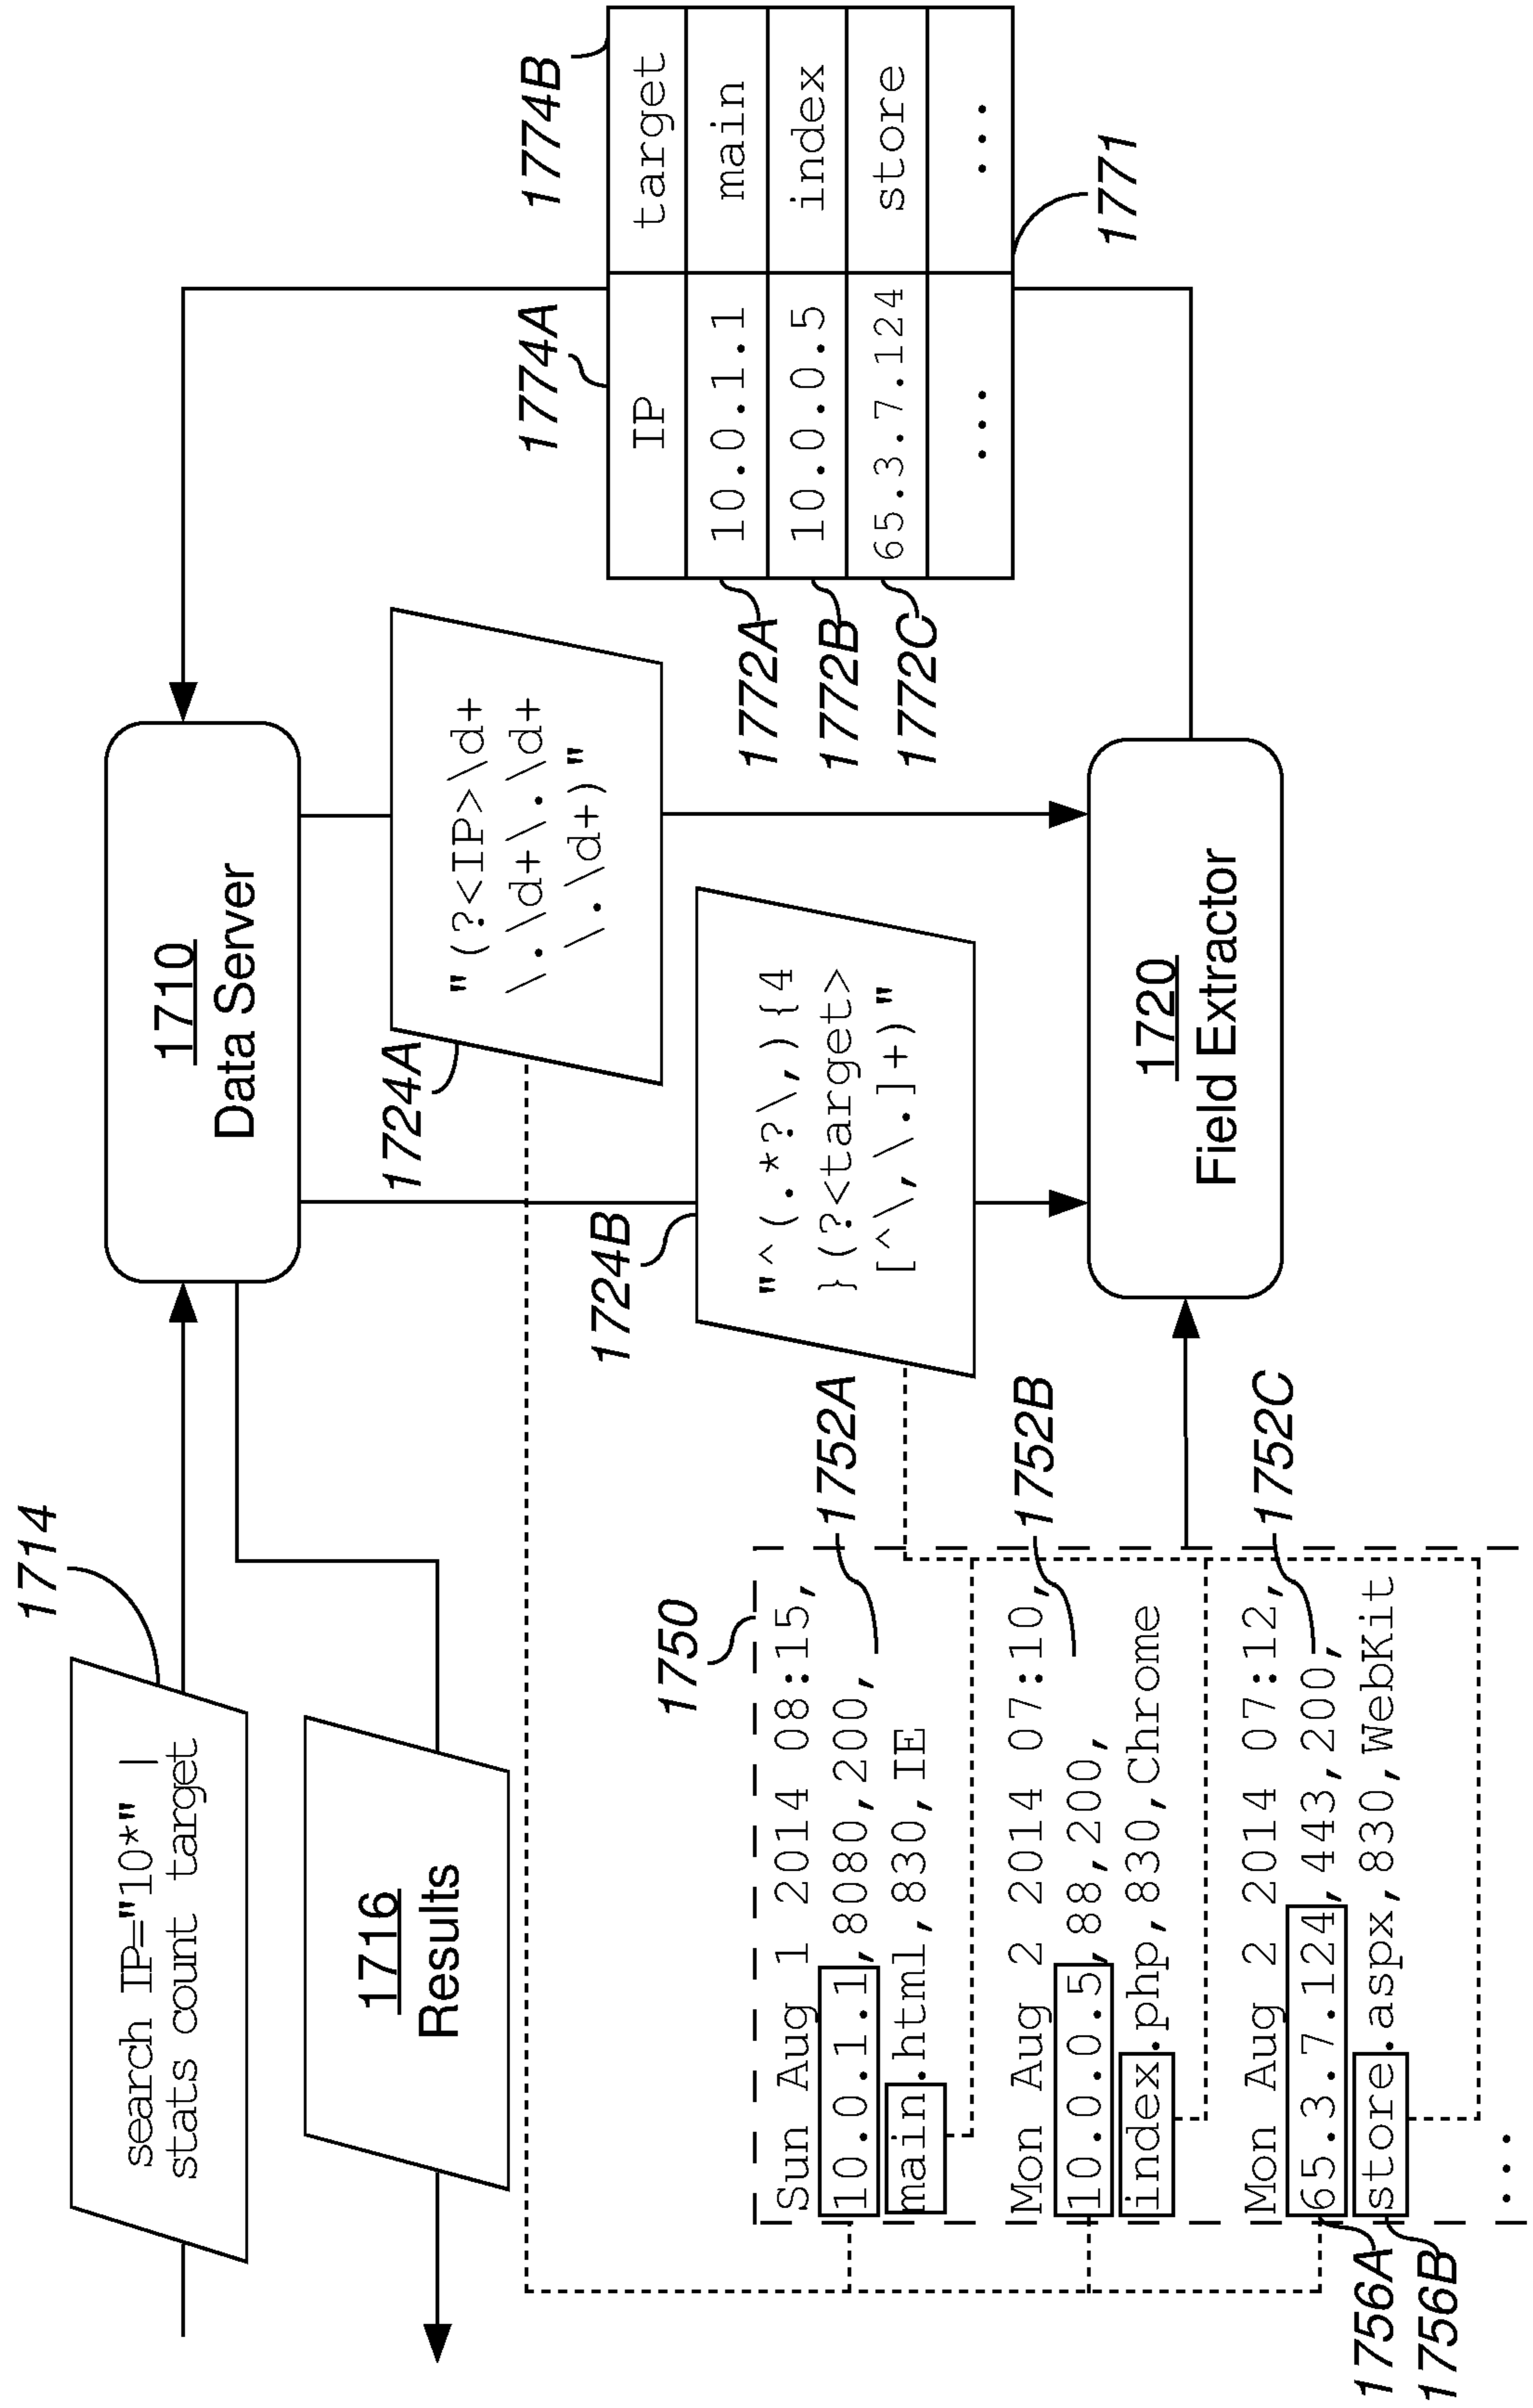 1714
search IP="10*" |
stats count target
1716
Results
1710
Data Server
1724A
"(?<IP>\d+
\.\d+\.\d+
\.\d+)"
1724B
"^(.*?\,){4
}(?<target>
[^\,\.]+)"
1720
Field Extractor
1750
Sun Aug 1 2014 08:15,
10.0.1.1,8080,200,
main.html,830,IE
1752A
Mon Aug 2 2014 07:10,
10.0.0.5,88,200,
index.php,830,Chrome
1752B
Mon Aug 2 2014 07:12,
65.3.7.124,443,200,
store.aspx,830,WebKit
1752C
...
1756A
1756B
1774A
1774B
IP target
10.0.1.1 main
10.0.0.5 index
65.3.7.124 store
... ...
1772A
1772B
1772C
1771